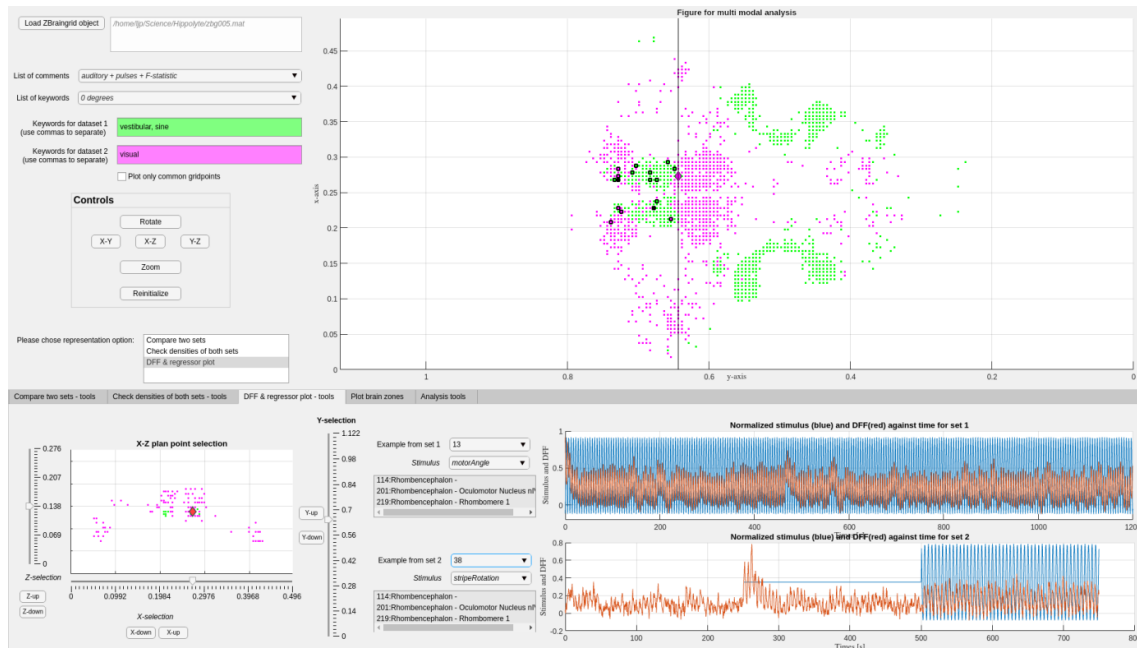 Load ZBraingrid object
/home/ljp/Science/Hippolyte/zbg005.mat
List of comments
auditory + pulses + F-statistic
List of keywords
0 degrees
Keywords for dataset 1
(use commas to separate)
vestibular, sine
Keywords for dataset 2
(use commas to separate)
visual
Plot only common gridpoints
Controls
Rotate
X-Y X-Z Y-Z
Zoom
Reinitialize
Please chose representation option:
Compare two sets
Check densities of both sets
DFF & regressor plot
Figure for multi modal analysis
x-axis
0.45
0.4
0.35
0.3
0.25
0.2
0.15
0.1
0.05
0
1 0.8 0.6 0.4 0.2 0
y-axis
Compare two sets - tools
Check densities of both sets - tools
DFF & regressor plot - tools
Plot brain zones
Analysis tools
X-Z plan point selection
0.276
0.207
0.138
0.069
0
Z-selection
Z-up
Z-down
0 0.0992 0.1984 0.2976 0.3968 0.496
X-selection
X-down X-up
Y-selection
1.122
0.98
0.84
0.7
0.56
0.42
0.28
0.14
0
Y-up
Y-down
Example from set 1 13
Stimulus motorAngle
114:Rhombencephalon -
201:Rhombencephalon - Oculomotor Nucleus nI
219:Rhombencephalon - Rhombomere 1
Example from set 2 38
Stimulus stripeRotation
114:Rhombencephalon -
201:Rhombencephalon - Oculomotor Nucleus nI
219:Rhombencephalon - Rhombomere 1
Normalized stimulus (blue) and DFF(red) against time for set 1
Stimulus and DFF
1
0.5
0
0 200 400 600 800 1000 1200
Normalized stimulus (blue) and DFF(red) against time for set 2
Stimulus and DFF
0.8
0.6
0.4
0.2
0
-0.2
0 100 200 300 400 500 600 700 800
Times [s]